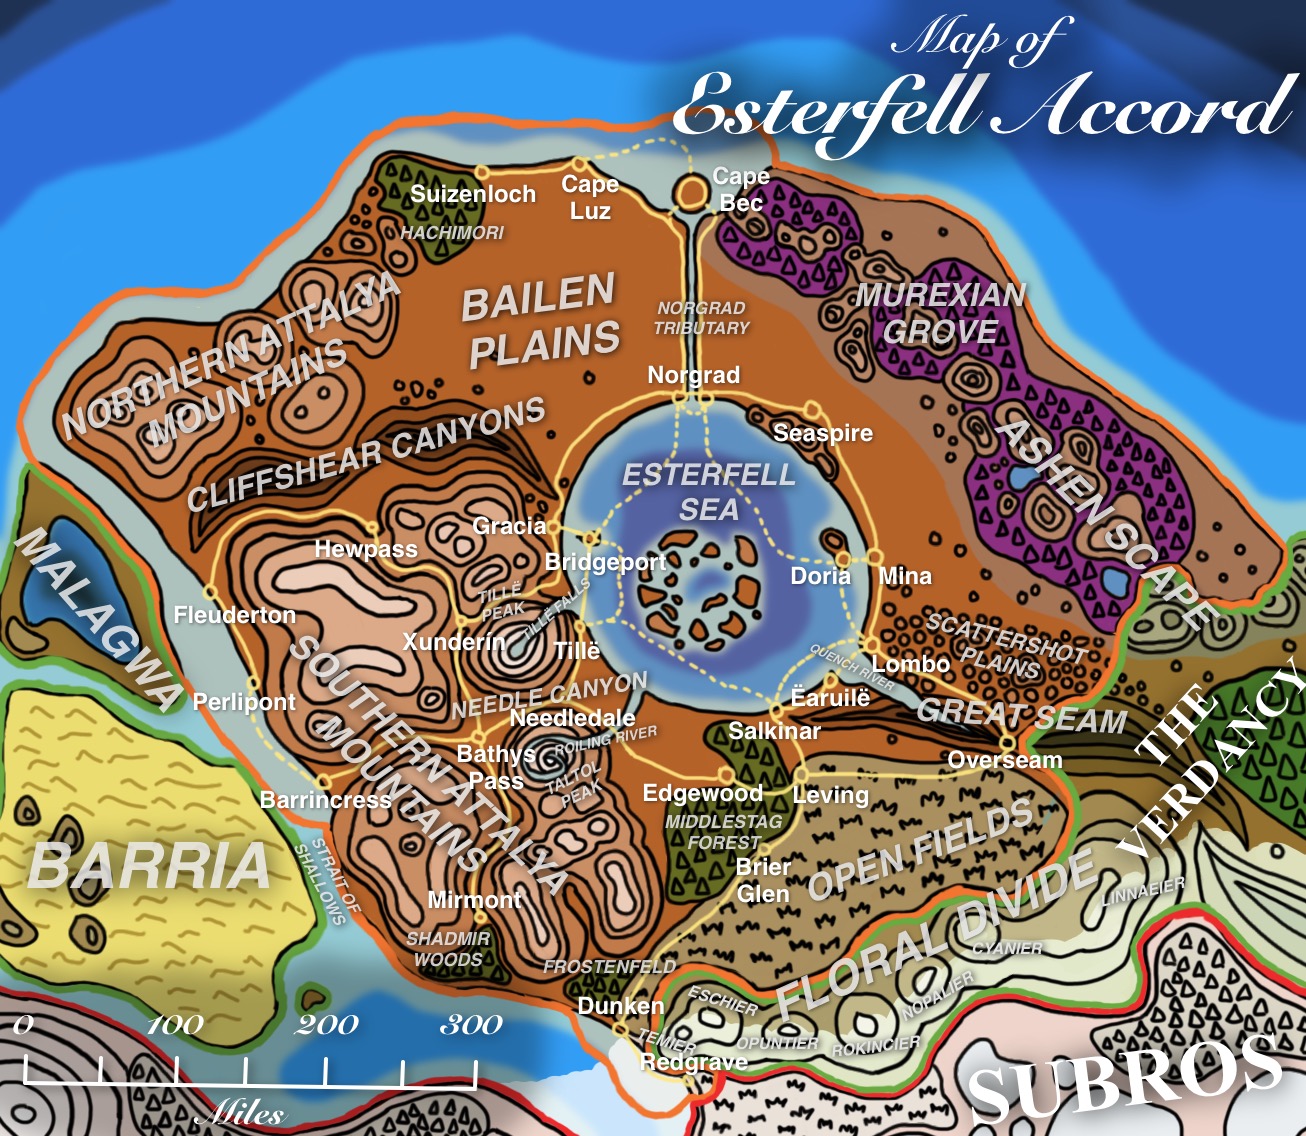 Map of
Esterfell Accord
Suizenloch
HACHIMORI
Cape
Luz
Cape
Bec
NORTHERN ATTALYA
MOUNTAINS
BAILEN
PLAINS
NORGRAD
TRIBUTARY
MUREXIAN
GROVE
Norgrad
Seaspire
CLIFFSHEAR CANYONS
ESTERFELL
SEA
ASHEN SCAPE
Gracia
Hewpass
Bridgeport
Doria
Mina
MALAGWA
Fleuderton
TILLË
PEAK
TILLË FALLS
Xunderín
Tillë
SCATTERSHOT
PLAINS
QUENCH RIVER
Lombo
Perlipont
SOUTHERN ATTALYA
MOUNTAINS
NEEDLE CANYON
Needledale
Ëaruilë
Salkinar
GREAT SEAM
THE
VERDANCY
Bathys
Pass
ROILING RIVER
TALTOL
PEAK
Overseam
Barrincress
Edgewood
Leving
MIDDLESTAG
FOREST
BARRIA
STRAIT OF
SHALLOWS
Brier
Glen
OPEN FIELDS
Mirmont
SHADMIR
WOODS
FLORAL DIVIDE
LINNAEIER
CYANIER
FROSTENFELD
Dunken
ESCHIER
NOPALIER
TEMIER
OPUNTIER
ROKINCIER
Redgrave
SUBROS
0 100 200 300
Miles